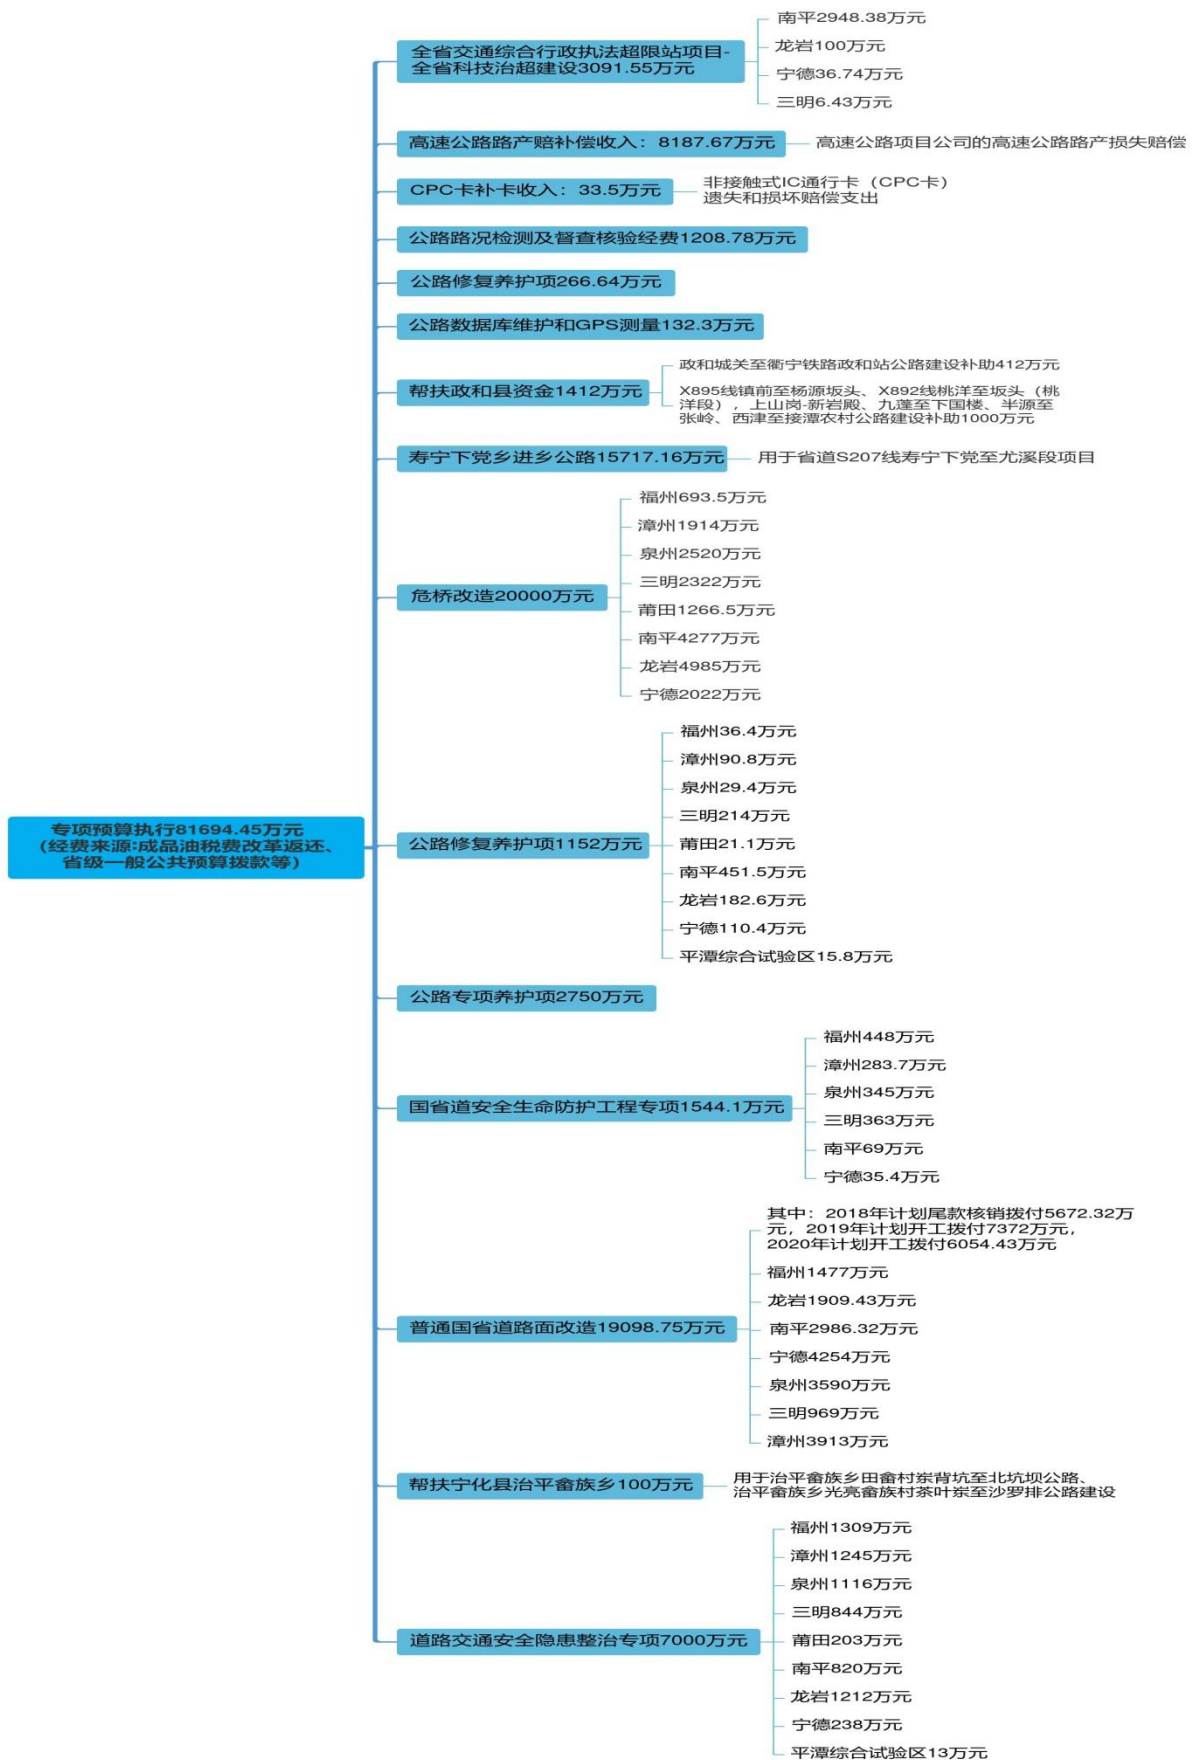 专项预算执行81694.45万元
(经费来源:成品油税费改革返还、
省级一般公共预算拨款等)
全省交通综合行政执法超限站项目-
全省科技治超建设3091.55万元
南平2948.38万元
龙岩100万元
宁德36.74万元
三明6.43万元
高速公路路产赔补偿收入：8187.67万元
高速公路项目公司的高速公路路产损失赔偿
CPC卡补卡收入：33.5万元
非接触式IC通行卡（CPC卡）
遗失和损坏赔偿支出
公路路况检测及督查核验经费1208.78万元
公路修复养护项266.64万元
公路数据库维护和GPS测量132.3万元
帮扶政和县资金1412万元
政和城关至衢宁铁路政和站公路建设补助412万元
X895线镇前至杨源坂头、X892线桃洋至坂头（桃
洋段），上山岗-新岩殿、九蓬至下国楼、半源至
张岭、西津至接潭农村公路建设补助1000万元
寿宁下党乡进乡公路15717.16万元
用于省道S207线寿宁下党至尤溪段项目
危桥改造20000万元
福州693.5万元
漳州1914万元
泉州2520万元
三明2322万元
莆田1266.5万元
南平4277万元
龙岩4985万元
宁德2022万元
公路修复养护项1152万元
福州36.4万元
漳州90.8万元
泉州29.4万元
三明214万元
莆田21.1万元
南平451.5万元
龙岩182.6万元
宁德110.4万元
平潭综合试验区15.8万元
公路专项养护项2750万元
国省道安全生命防护工程专项1544.1万元
福州448万元
漳州283.7万元
泉州345万元
三明363万元
南平69万元
宁德35.4万元
普通国省道路面改造19098.75万元
其中：2018年计划尾款核销拨付5672.32万
元，2019年计划开工拨付7372万元，
2020年计划开工拨付6054.43万元
福州1477万元
龙岩1909.43万元
南平2986.32万元
宁德4254万元
泉州3590万元
三明969万元
漳州3913万元
帮扶宁化县治平畲族乡100万元
用于治平畲族乡田畲村岽背坑至北坑坝公路、
治平畲族乡光亮畲族村茶叶岽至沙罗排公路建设
道路交通安全隐患整治专项7000万元
福州1309万元
漳州1245万元
泉州1116万元
三明844万元
莆田203万元
南平820万元
龙岩1212万元
宁德238万元
平潭综合试验区13万元